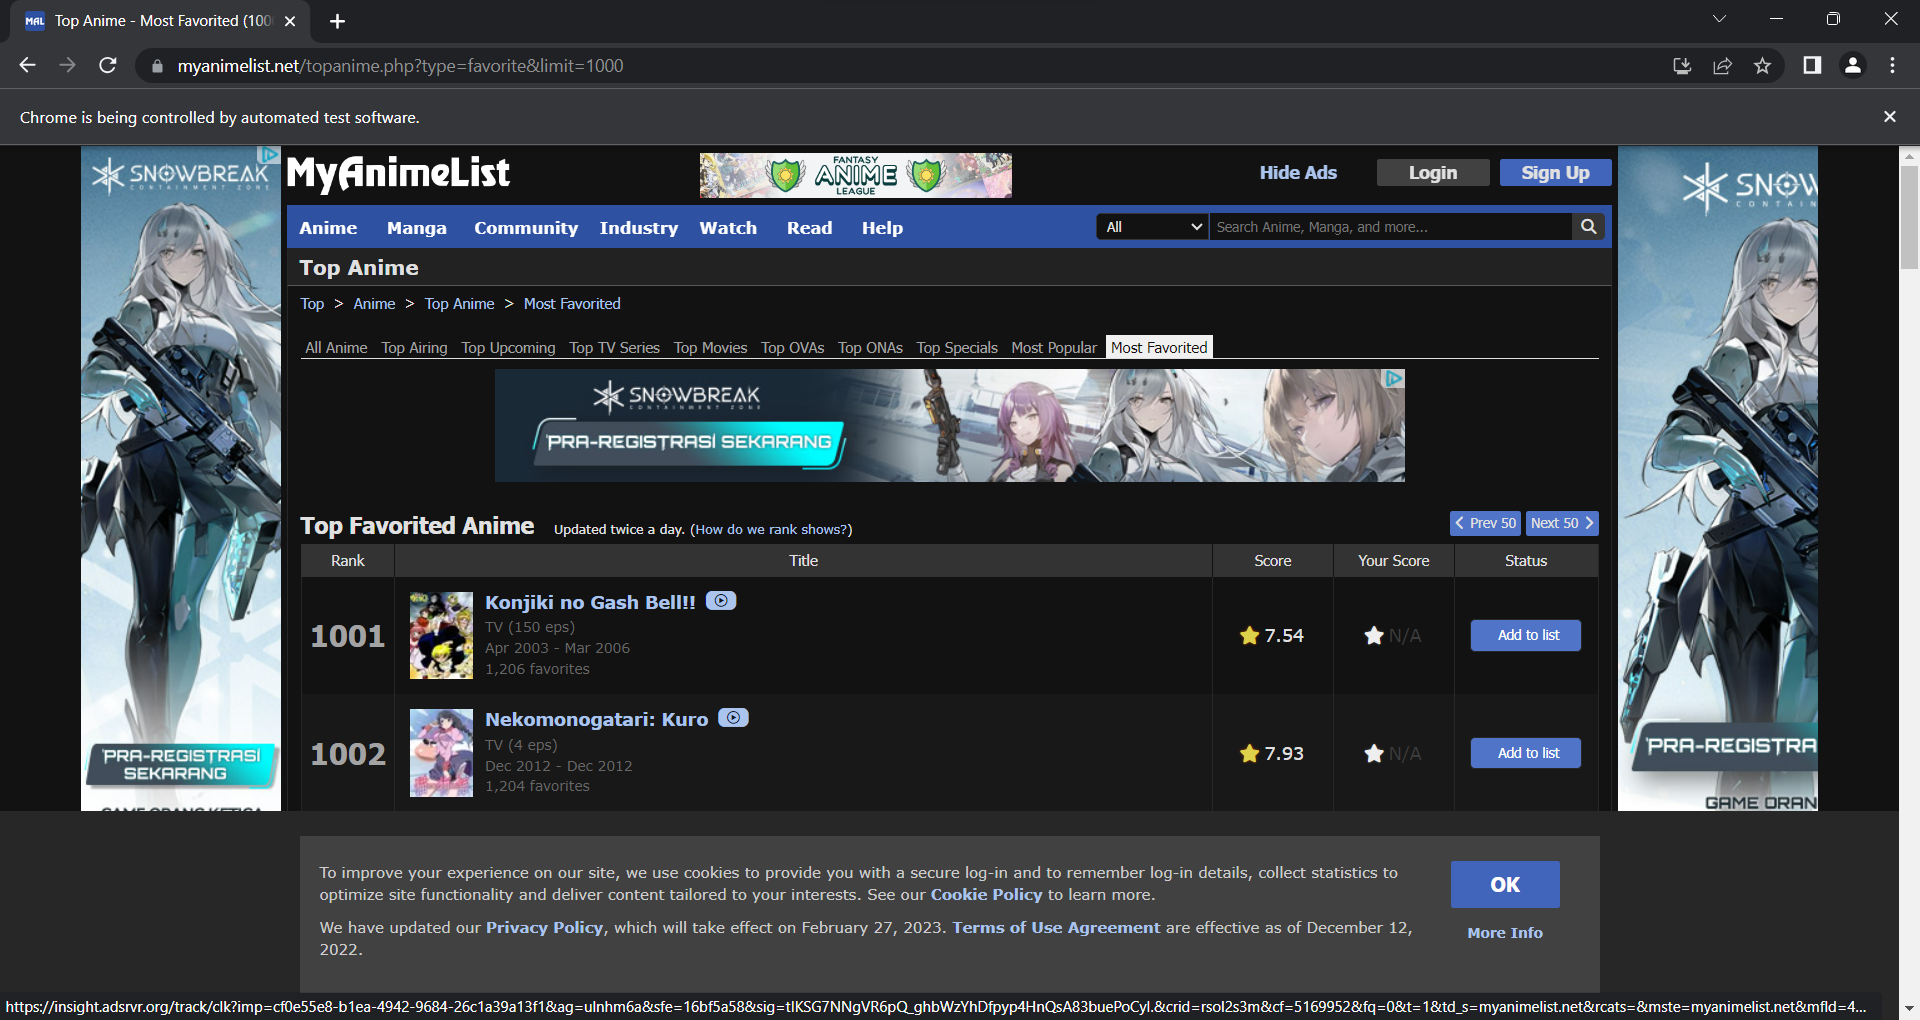 MAL Top Anime - Most Favorited (100
myanimelist.net/topanime.php?type=favorite&limit=1000
Chrome is being controlled by automated test software.
SNOWBREAK
CONTAINMENT ZONE
MyAnimeList
FANTASY
ANIME
LEAGUE
Hide Ads
Login
Sign Up
SNOW
CONTAIN
Anime Manga Community Industry Watch Read Help
All
Search Anime, Manga, and more...
Top Anime
Top > Anime > Top Anime > Most Favorited
All Anime Top Airing Top Upcoming Top TV Series Top Movies Top OVAs Top ONAs Top Specials Most Popular Most Favorited
SNOWBREAK
CONTAINMENT ZONE
PRA-REGISTRASI SEKARANG
Top Favorited Anime Updated twice a day. (How do we rank shows?)
Prev 50 Next 50
Rank Title Score Your Score Status
1001
Konjiki no Gash Bell!!
TV (150 eps)
Apr 2003 - Mar 2006
1,206 favorites
7.54
N/A
Add to list
1002
Nekomonogatari: Kuro
TV (4 eps)
Dec 2012 - Dec 2012
1,204 favorites
7.93
N/A
Add to list
PRA-REGISTRASI
SEKARANG
PRA-REGISTRA
GAME ORAN
To improve your experience on our site, we use cookies to provide you with a secure log-in and to remember log-in details, collect statistics to
optimize site functionality and deliver content tailored to your interests. See our Cookie Policy to learn more.
We have updated our Privacy Policy, which will take effect on February 27, 2023. Terms of Use Agreement are effective as of December 12,
2022.
OK
More Info
https://insight.adsrvr.org/track/clk?imp=cf0e55e8-b1ea-4942-9684-26c1a39a13f1&ag=ulnhm6a&sfe=16bf5a58&sig=tIKSG7NNgVR6pQ_ghbWzYhDfpyp4HnQsA83buePoCyI.&crid=rsol2s3m&cf=5169952&fq=0&t=1&td_s=myanimelist.net&rcats=&mste=myanimelist.net&mfld=4...